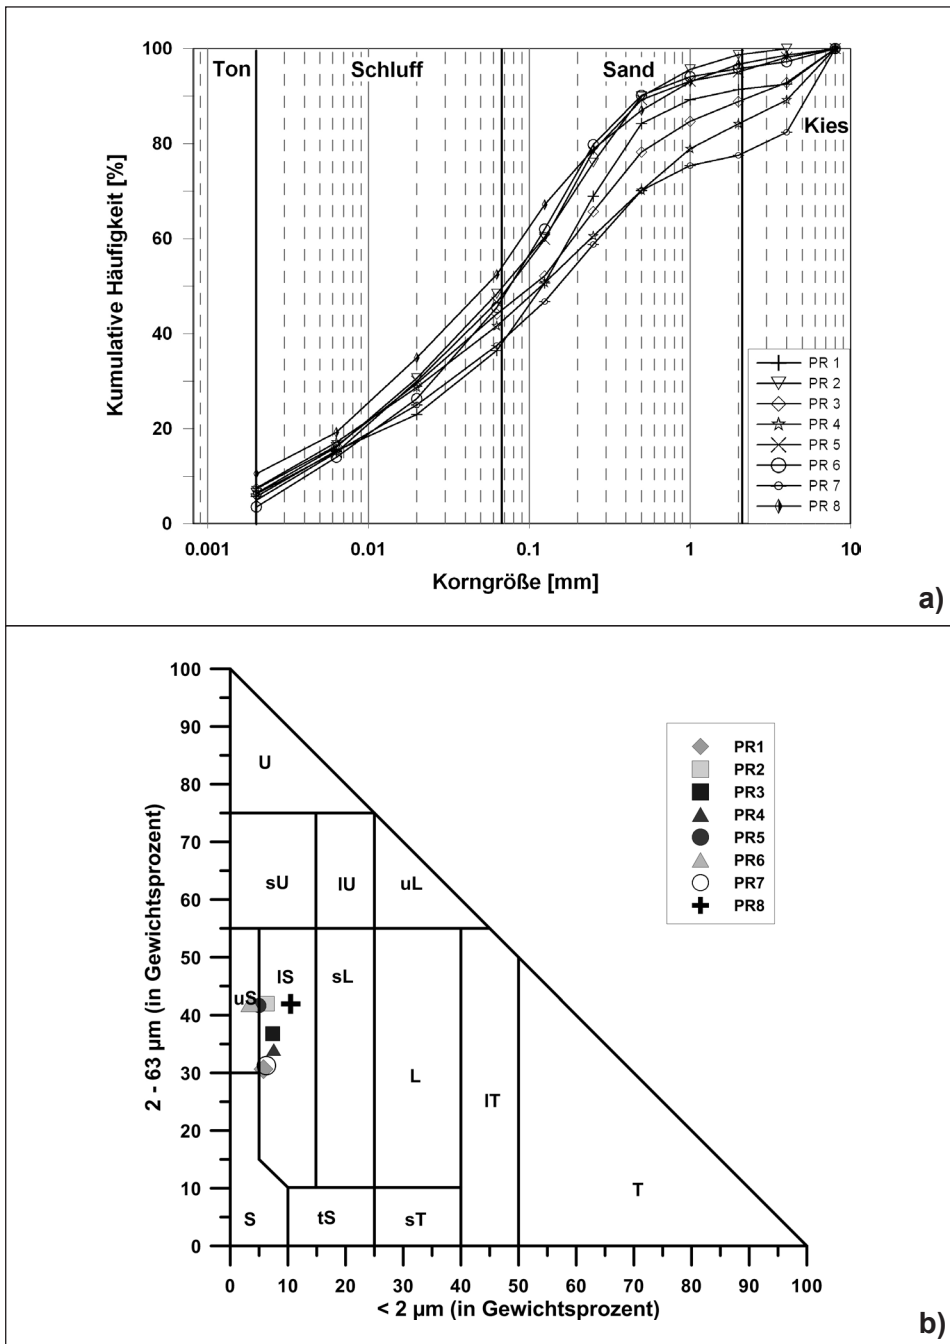 100
80
60
40
20
0
Kumulative Häufigkeit [%]
Ton
Schluff
Sand
Kies
PR 1
PR 2
PR 3
PR 4
PR 5
PR 6
PR 7
PR 8
0.001
0.01
0.1
1
10
Korngröße [mm]
a)
100
90
80
70
60
50
40
30
20
10
0
2 - 63 µm (in Gewichtsprozent)
U
sU
lU
uL
uS
lS
sL
L
lT
T
S
tS
sT
PR1
PR2
PR3
PR4
PR5
PR6
PR7
PR8
0
10
20
30
40
50
60
70
80
90
100
< 2 µm (in Gewichtsprozent)
b)